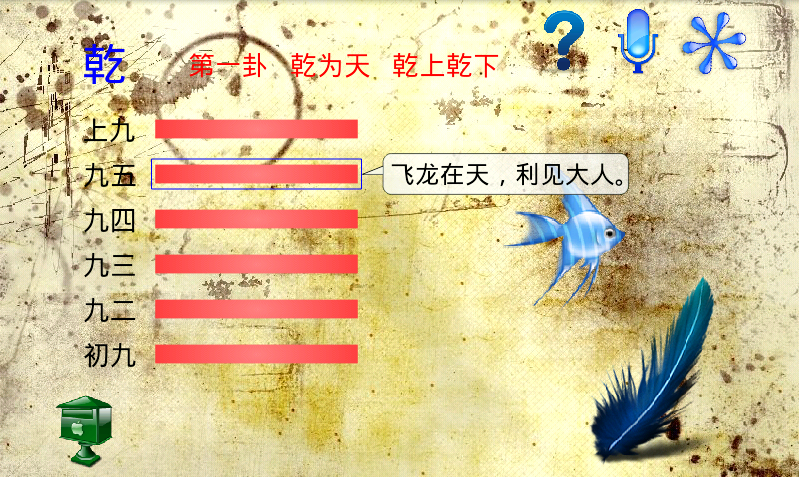 乾
第一卦 乾为天 乾上乾下
?
上九
九五
飞龙在天，利见大人。
九四
九三
九二
初九